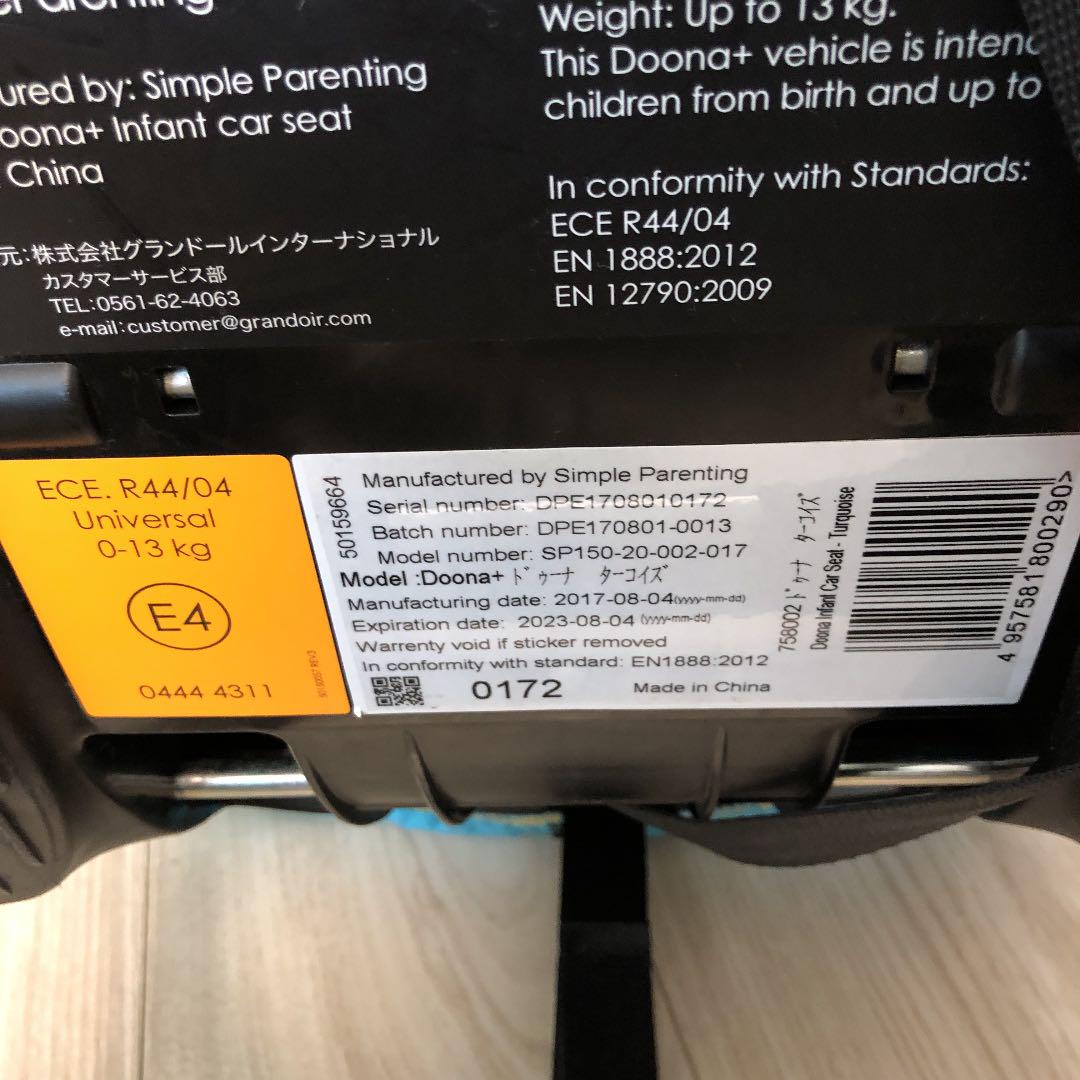 ured by: Simple Parenting
oona+ Infant car seat
China
元:株式会社グランドールインターナショナル
カスタマーサービス部
TEL:0561-62-4063
e-mail:customer@grandoir.com
Weight: Up to 13 kg.
This Doona+ vehicle is intend
children from birth and up to
In conformity with Standards:
ECE R44/04
EN 1888:2012
EN 12790:2009
ECE. R44/04
Universal
0-13 kg
E4
0444 4311
50159664
Manufactured by Simple Parenting
Serial number: DPE1708010172
Batch number: DPE170801-0013
Model number: SP150-20-002-017
Model :Doona+ ﾄﾞｩｰﾅ ﾀｰｺｲｽﾞ
Manufacturing date: 2017-08-04(yyyy-mm-dd)
Expiration date: 2023-08-04 (yyyy-mm-dd)
Warrenty void if sticker removed
In conformity with standard: EN1888:2012
0172 Made in China
758002 ﾄﾞｩｰﾅ ﾀｰｺｲｽﾞ
Doona Infant Car Seat - Turquoise
4 957581 800290>